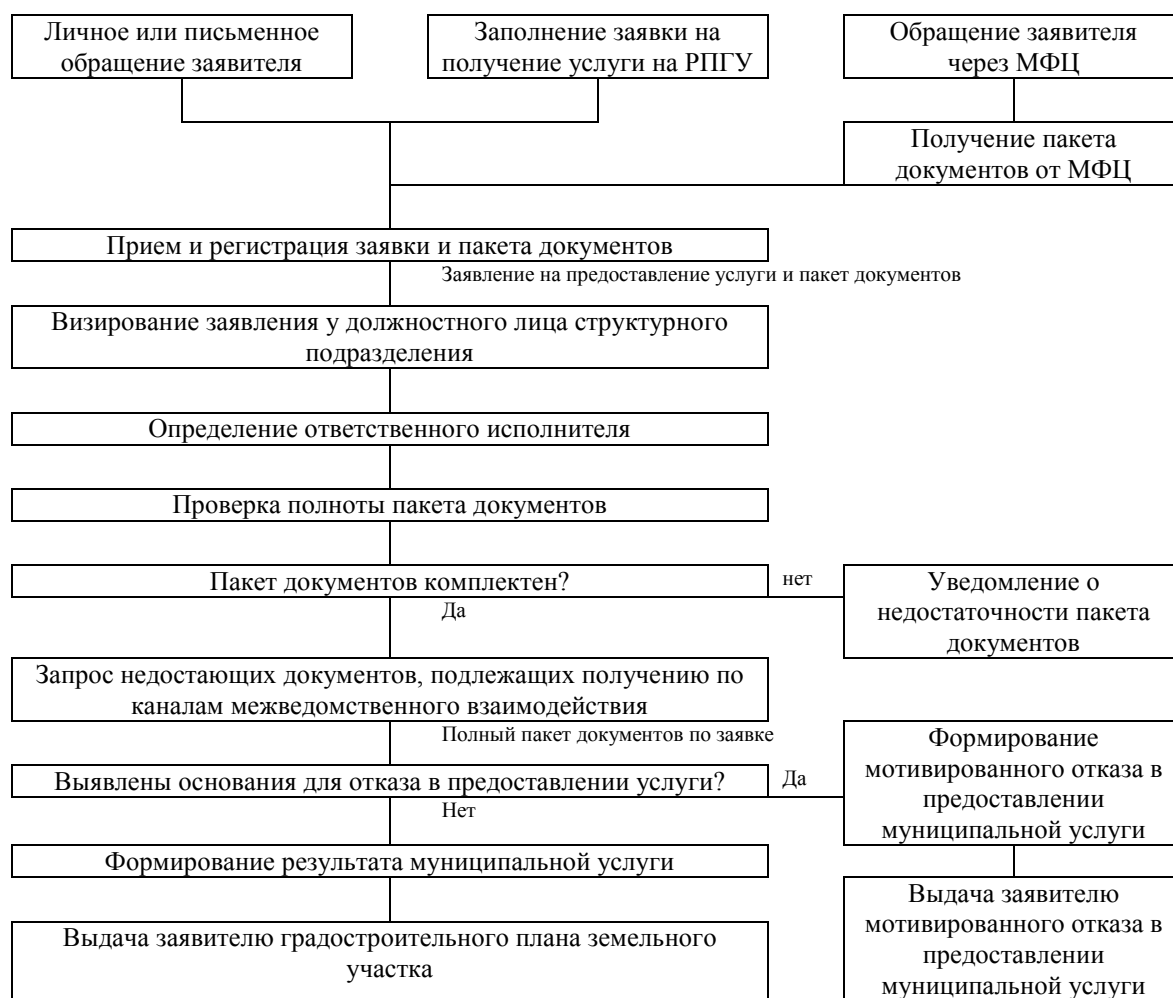 Личное или письменное
обращение заявителя
Заполнение заявки на
получение услуги на РПГУ
Обращение заявителя
через МФЦ
Получение пакета
документов от МФЦ
Прием и регистрация заявки и пакета документов
Заявление на предоставление услуги и пакет документов
Визирование заявления у должностного лица структурного
подразделения
Определение ответственного исполнителя
Проверка полноты пакета документов
Пакет документов комплектен?
нет
Уведомление о
недостаточности пакета
документов
Да
Запрос недостающих документов, подлежащих получению по
каналам межведомственного взаимодействия
Полный пакет документов по заявке
Выявлены основания для отказа в предоставлении услуги?
Да
Формирование
мотивированного отказа в
предоставлении
муниципальной услуги
Нет
Формирование результата муниципальной услуги
Выдача заявителю градостроительного плана земельного
участка
Выдача заявителю
мотивированного отказа в
предоставлении
муниципальной услуги